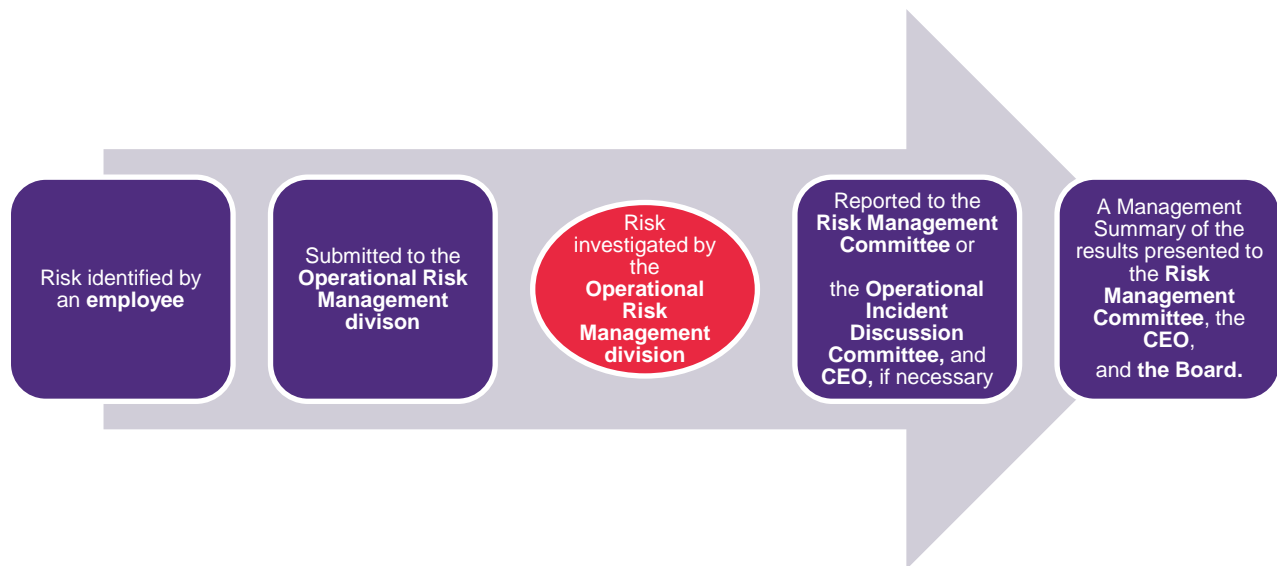 Risk identified by
an employee
Submitted to the
Operational Risk
Management
divison
Risk
investigated by
the
Operational
Risk
Management
division
Reported to the
Risk Management
Committee or
the Operational
Incident
Discussion
Committee, and
CEO, if necessary
A Management
Summary of the
results presented to
the Risk
Management
Committee, the
CEO,
and the Board.